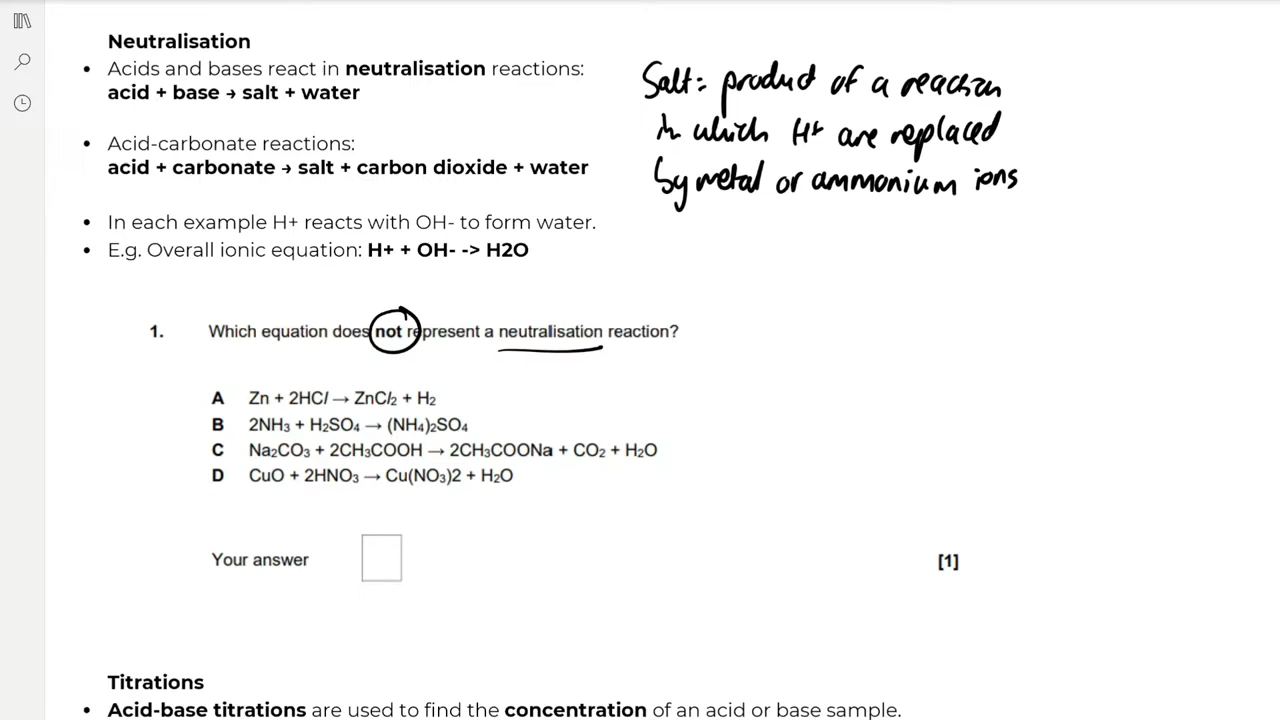 Neutralisation
• Acids and bases react in neutralisation reactions:
acid + base → salt + water
• Acid-carbonate reactions:
acid + carbonate → salt + carbon dioxide + water
• In each example H+ reacts with OH- to form water.
• E.g. Overall ionic equation: H+ + OH- -> H2O
Salt: product of a reaction
in which H+ are replaced
by metal or ammonium ions
1. Which equation does not represent a neutralisation reaction?
A Zn + 2HCl → ZnCl₂ + H₂
B 2NH₃ + H₂SO₄ → (NH₄)₂SO₄
C Na₂CO₃ + 2CH₃COOH → 2CH₃COONa + CO₂ + H₂O
D CuO + 2HNO₃ → Cu(NO₃)2 + H₂O
Your answer [1]
Titrations
• Acid-base titrations are used to find the concentration of an acid or base sample.